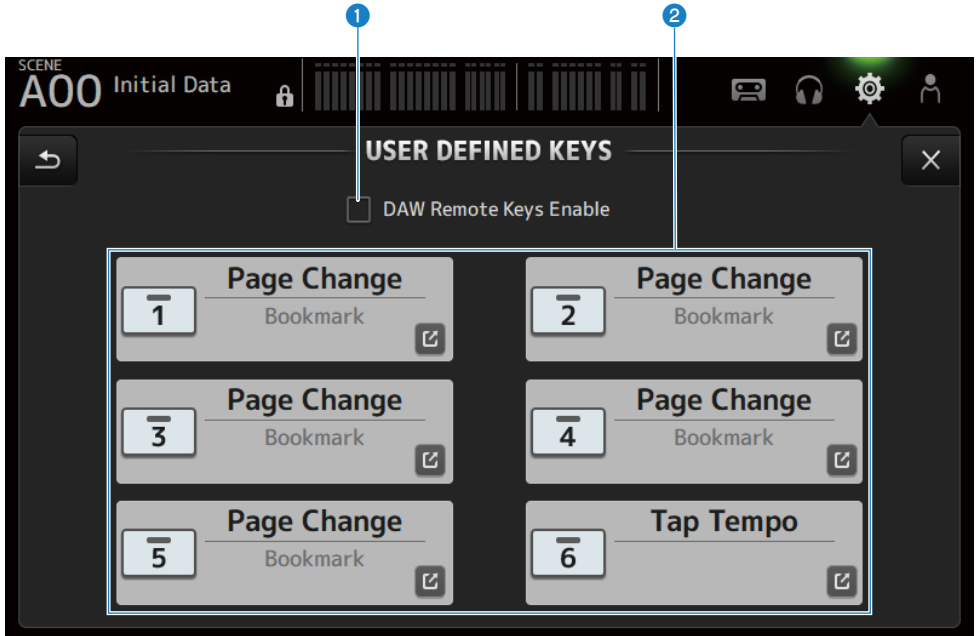 1 2
SCENE
A00 Initial Data
USER DEFINED KEYS
DAW Remote Keys Enable
Page Change
1 Bookmark
Page Change
2 Bookmark
Page Change
3 Bookmark
Page Change
4 Bookmark
Page Change
5 Bookmark
Tap Tempo
6